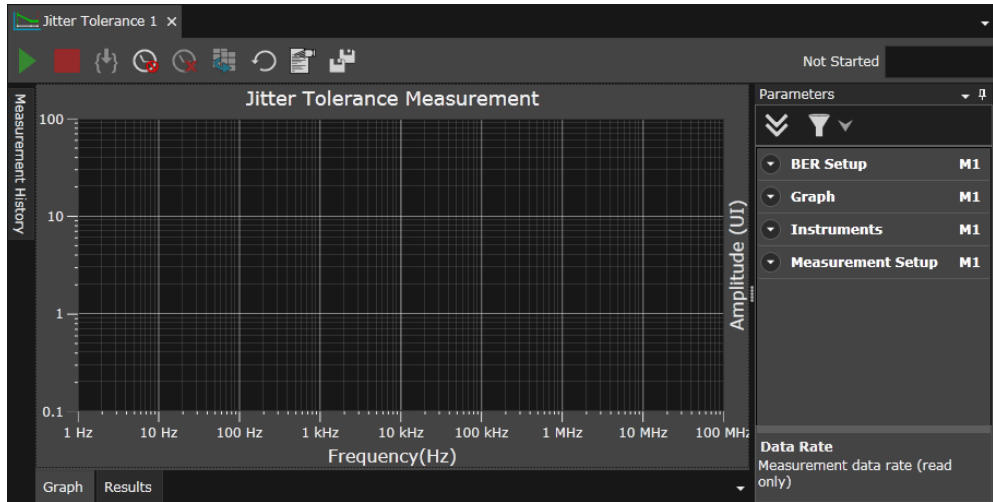 Jitter Tolerance 1
Not Started
Measurement History
Jitter Tolerance Measurement
100
10
1
0.1
1 Hz
10 Hz
100 Hz
1 kHz
10 kHz
100 kHz
1 MHz
10 MHz
100 MHz
Frequency(Hz)
Amplitude (UI)
Graph
Results
Parameters
BER Setup M1
Graph M1
Instruments M1
Measurement Setup M1
Data Rate
Measurement data rate (read
only)